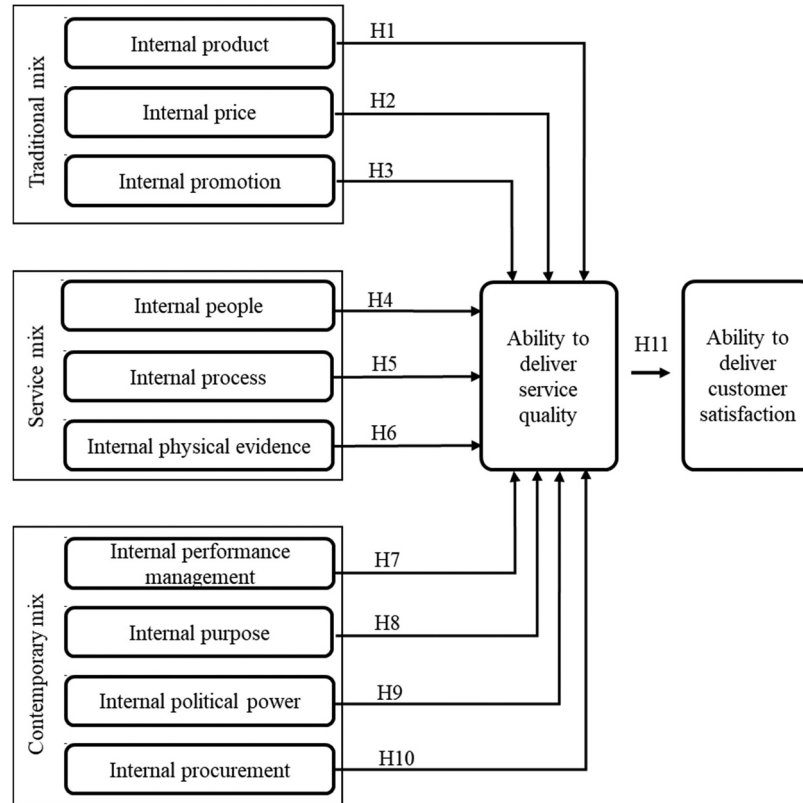 Traditional mix
Internal product
H1
Internal price
H2
Internal promotion
H3
Service mix
Internal people
H4
Internal process
H5
Internal physical evidence
H6
Ability to
deliver
service
quality
H11
Ability to
deliver
customer
satisfaction
Contemporary mix
Internal performance
management
H7
Internal purpose
H8
Internal political power
H9
Internal procurement
H10